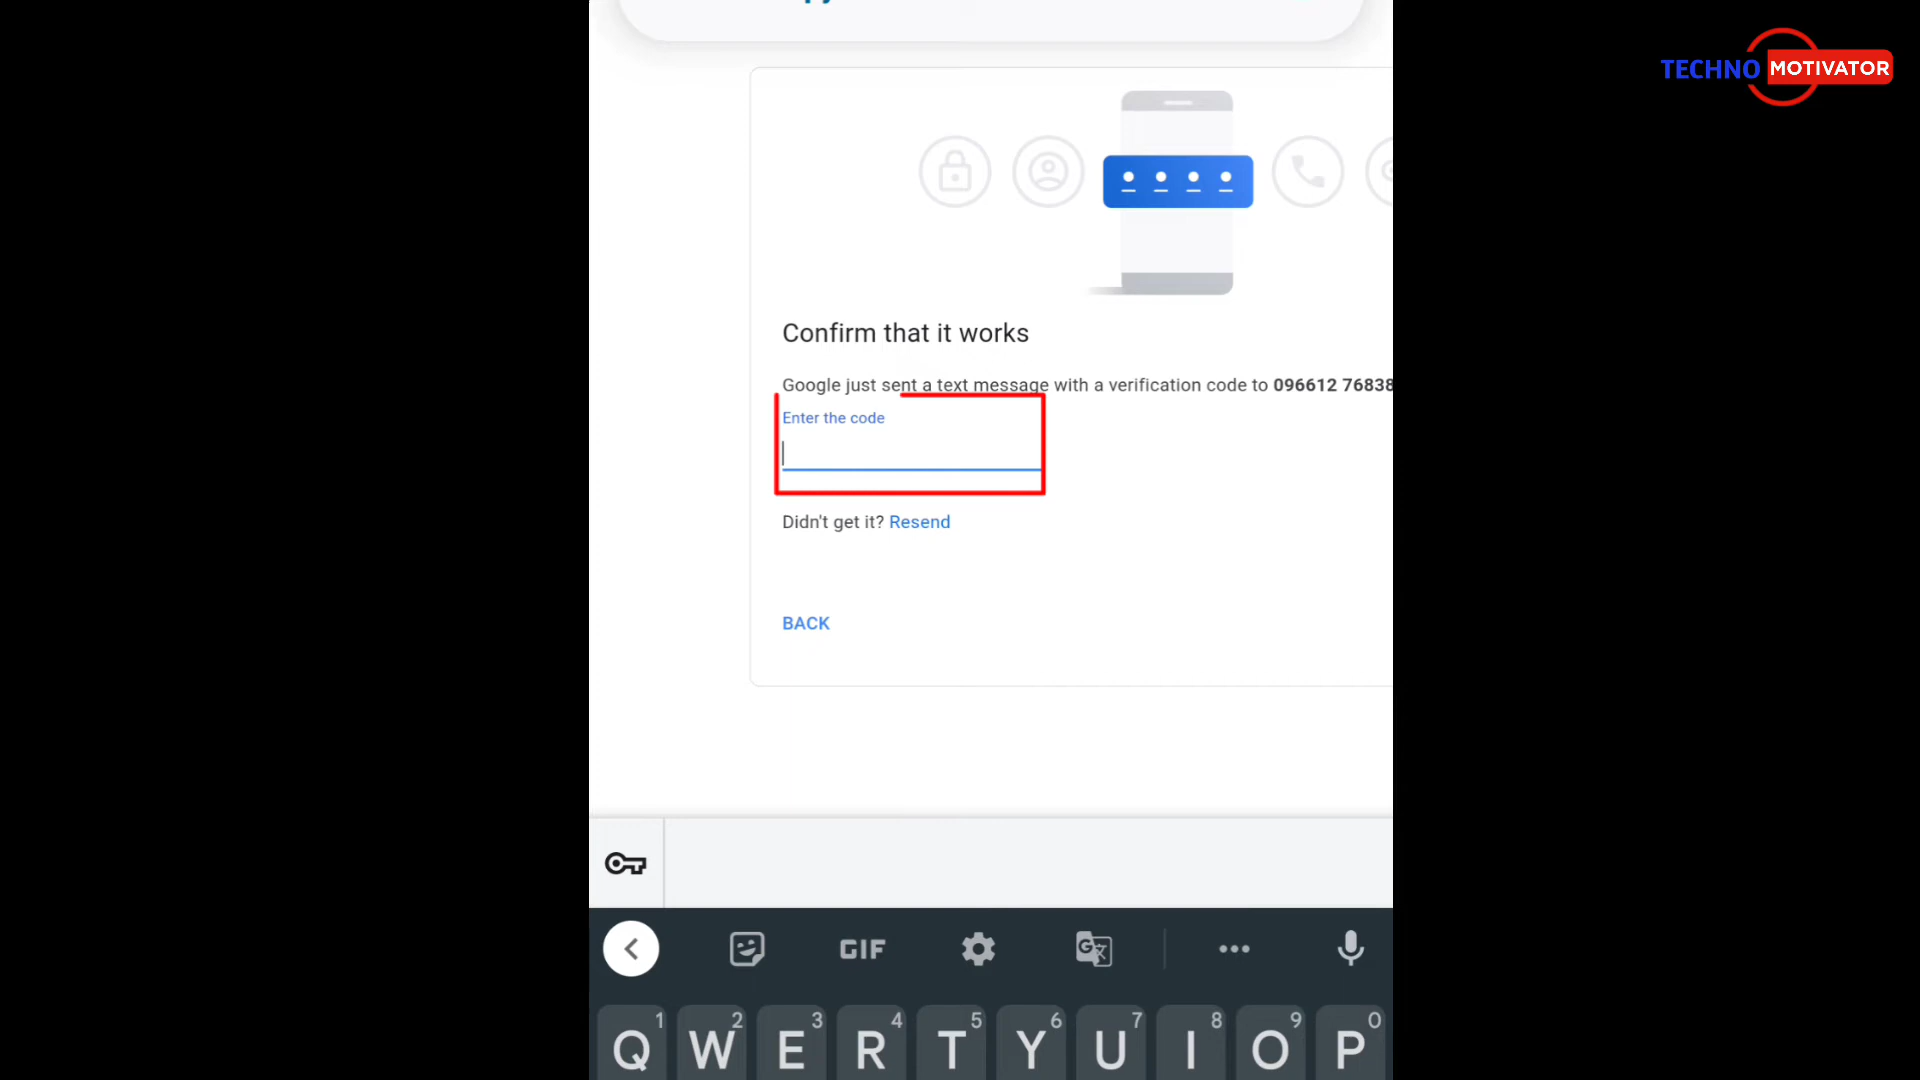 TECHNO MOTIVATOR
Confirm that it works
Google just sent a text message with a verification code to 096612 76838
Enter the code
Didn't get it? Resend
BACK
GIF
G
1 2 3 4 5 6 7 8 9 0
Q W E R T Y U I O P